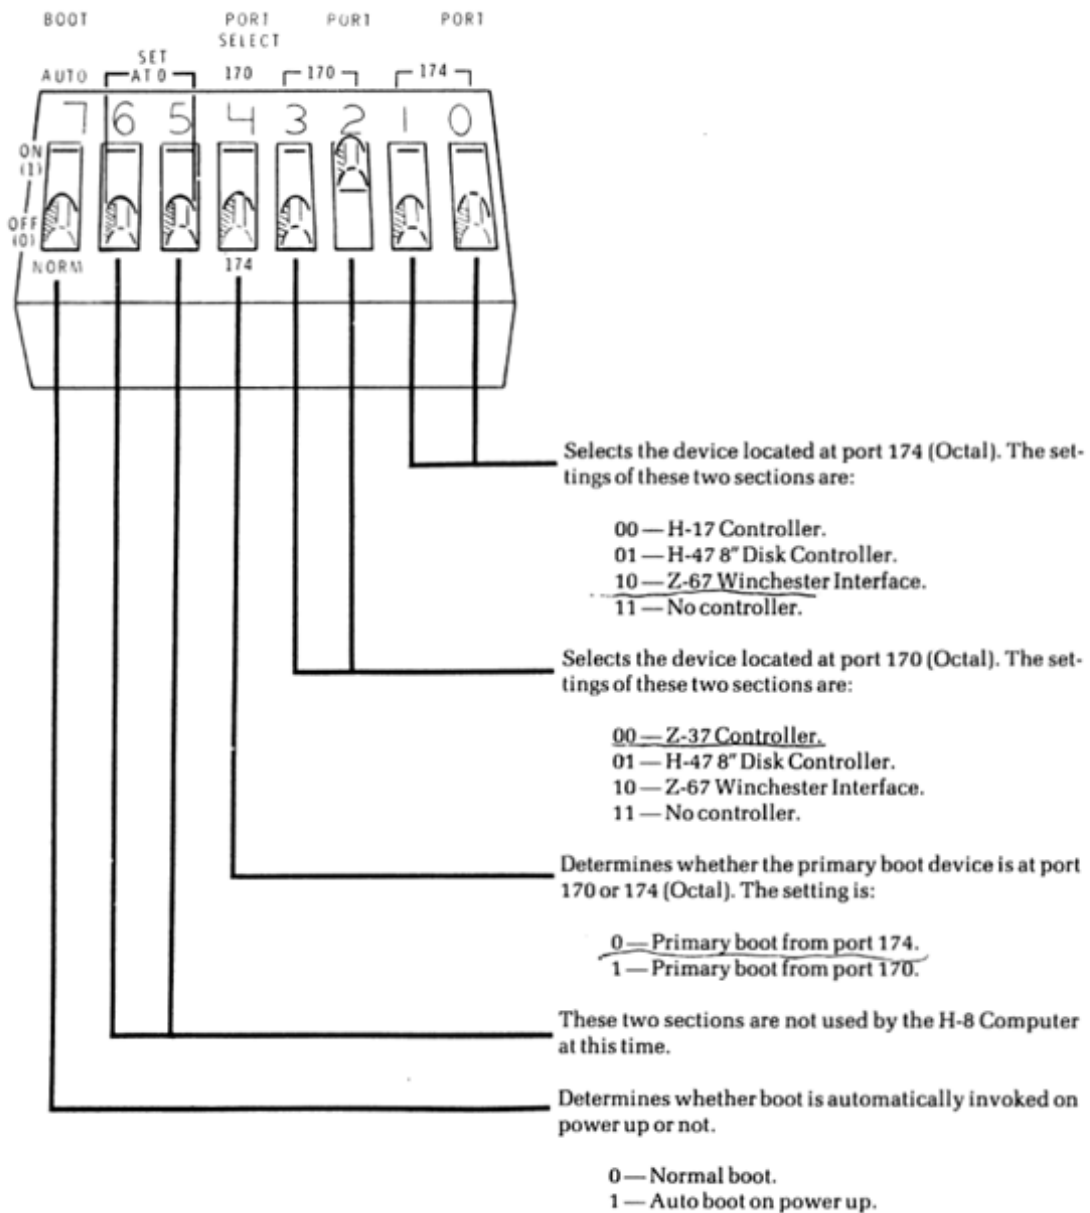 BOOT PORT PORT PORT
SELECT
SET
AUTO AT 0 170 170 174
7 6 5 4 3 2 1 0
ON
(1)
OFF
(0)
NORM 174
Selects the device located at port 174 (Octal). The set-
tings of these two sections are:
00 — H-17 Controller.
01 — H-47 8" Disk Controller.
10 — Z-67 Winchester Interface.
11 — No controller.
Selects the device located at port 170 (Octal). The set-
tings of these two sections are:
00 — Z-37 Controller.
01 — H-47 8" Disk Controller.
10 — Z-67 Winchester Interface.
11 — No controller.
Determines whether the primary boot device is at port
170 or 174 (Octal). The setting is:
0 — Primary boot from port 174.
1 — Primary boot from port 170.
These two sections are not used by the H-8 Computer
at this time.
Determines whether boot is automatically invoked on
power up or not.
0 — Normal boot.
1 — Auto boot on power up.